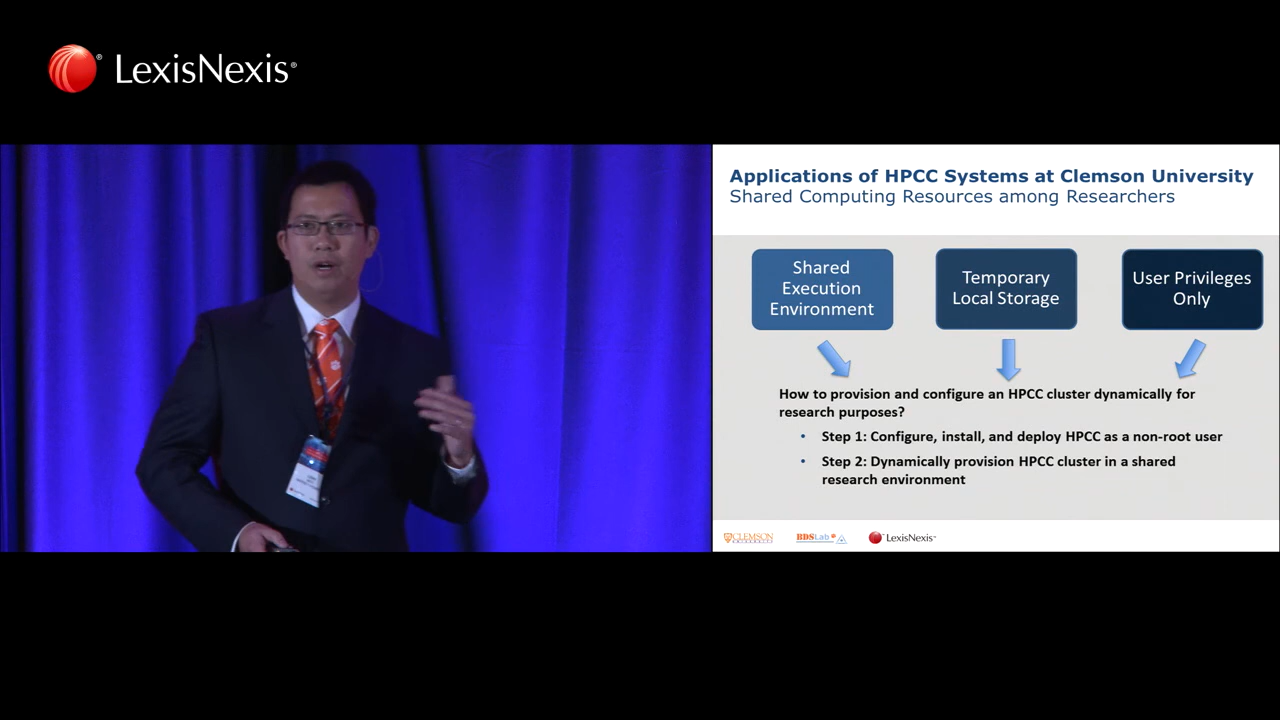 LexisNexis®
Applications of HPCC Systems at Clemson University
Shared Computing Resources among Researchers
Shared
Execution
Environment
Temporary
Local Storage
User Privileges
Only
How to provision and configure an HPCC cluster dynamically for
research purposes?
• Step 1: Configure, install, and deploy HPCC as a non-root user
• Step 2: Dynamically provision HPCC cluster in a shared
research environment
CLEMSON
BDSLab
LexisNexis